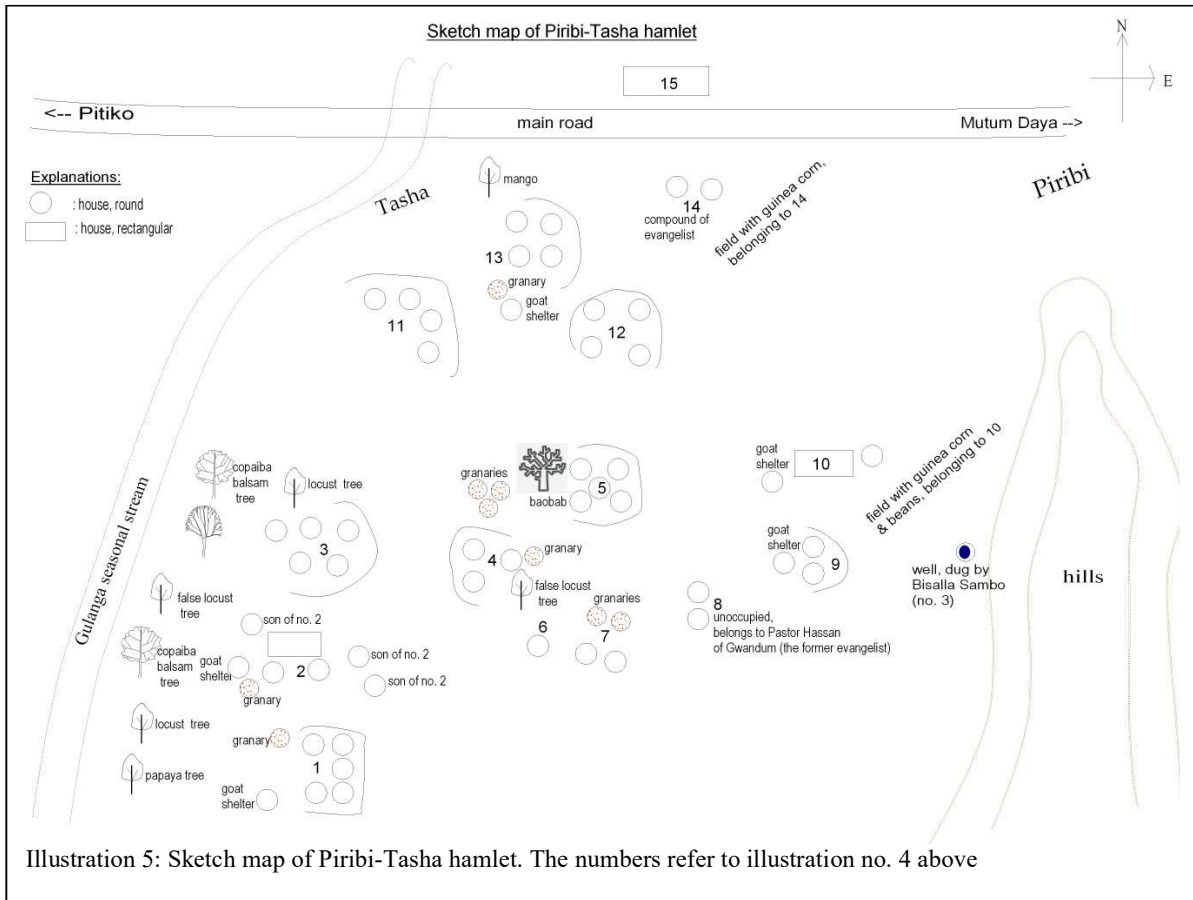 Sketch map of Piribi-Tasha hamlet
N
E
15
<-- Pitiko
main road
Mutum Daya -->
Explanations:
: house, round
: house, rectangular
Tasha
mango
14
compound of
evangelist
field with guinea corn,
belonging to 14
Piribi
13
granary
goat
shelter
11
12
Gulanga seasonal stream
copaiba
balsam
tree
locust tree
3
granaries
baobab
5
goat
shelter
10
field with guinea corn
& beans, belonging to 10
4
granary
false locust
tree
goat
shelter
9
well, dug by
Bisalla Sambo
(no. 3)
hills
false locust
tree
son of no. 2
copaiba
balsam
tree
goat
shelter
2
granary
son of no. 2
son of no. 2
6
granaries
7
8
unoccupied,
belongs to Pastor Hassan
of Gwandum (the former evangelist)
locust tree
granary
1
papaya tree
goat
shelter
Illustration 5: Sketch map of Piribi-Tasha hamlet. The numbers refer to illustration no. 4 above